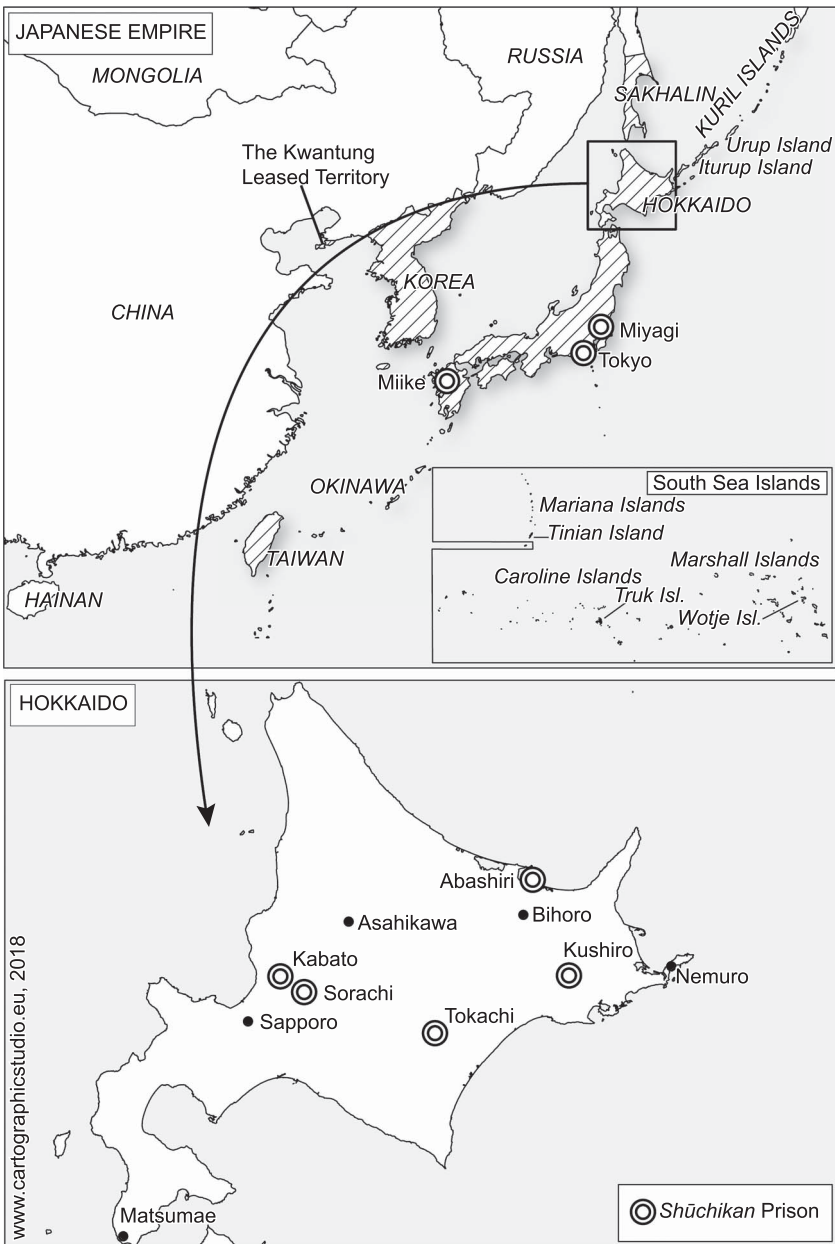 JAPANESE EMPIRE
MONGOLIA
RUSSIA
SAKHALIN
KURIL ISLANDS
Urup Island
Iturup Island
HOKKAIDO
The Kwantung
Leased Territory
KOREA
CHINA
Miyagi
Tokyo
Miike
OKINAWA
TAIWAN
HAINAN
South Sea Islands
Mariana Islands
Tinian Island
Marshall Islands
Caroline Islands
Truk Isl.
Wotje Isl.
HOKKAIDO
Abashiri
Bihoro
Asahikawa
Kabato
Kushiro
Nemuro
Sorachi
Sapporo
Tokachi
Matsumae
Shūchikan Prison
www.cartographicstudio.eu, 2018